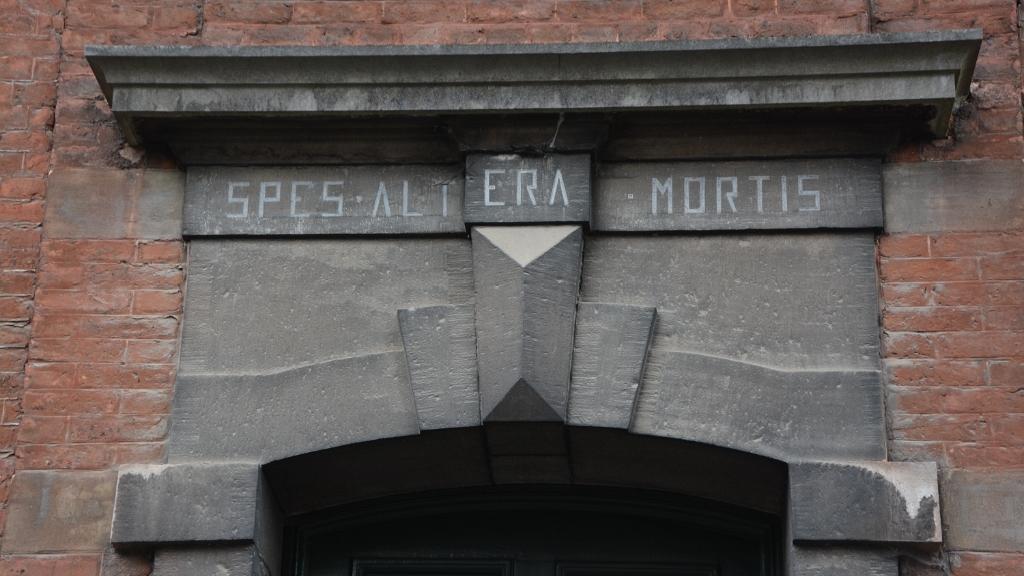 SPES·ALTERA · MORTIS